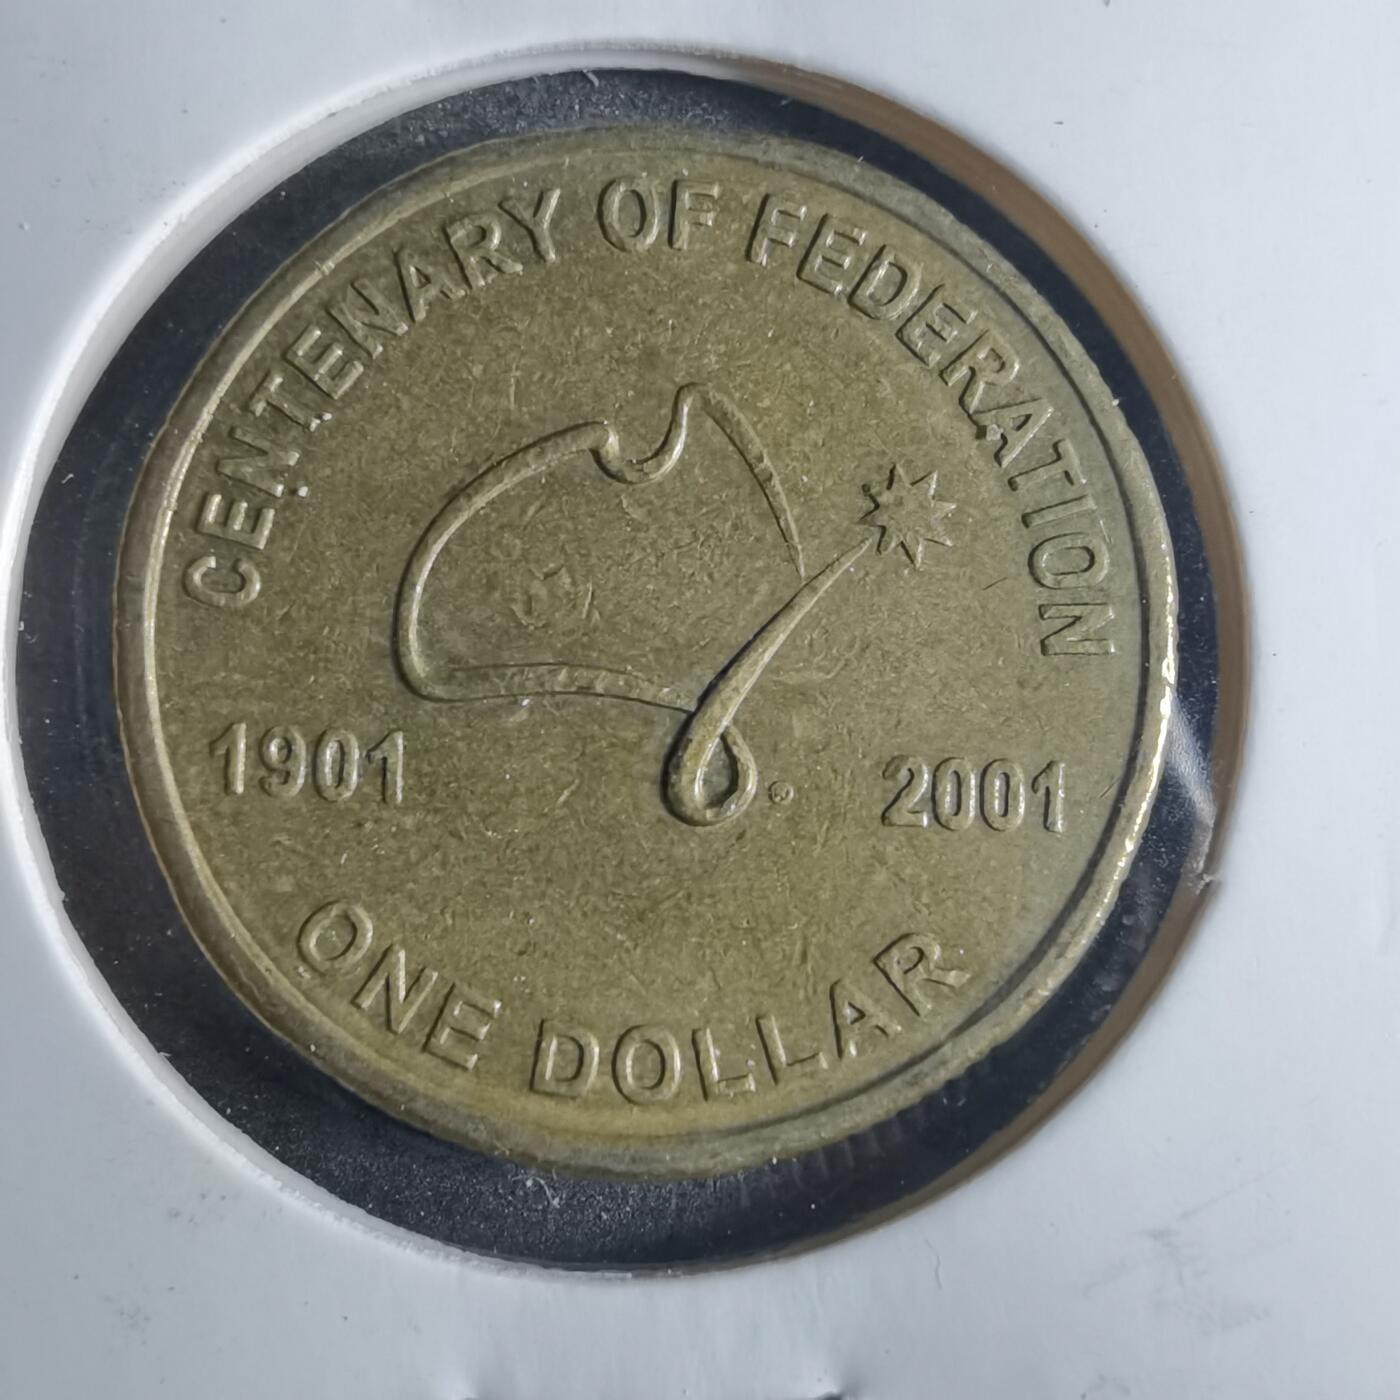 CENTENARY OF FEDERATION
1901
®
2001
ONE DOLLAR